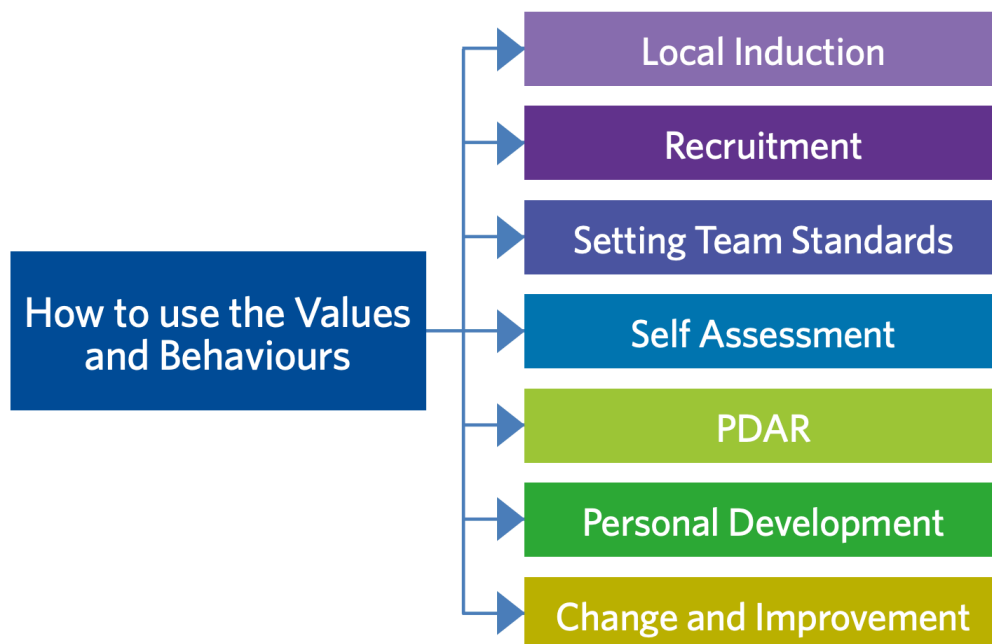 How to use the Values
and Behaviours
Local Induction
Recruitment
Setting Team Standards
Self Assessment
PDAR
Personal Development
Change and Improvement